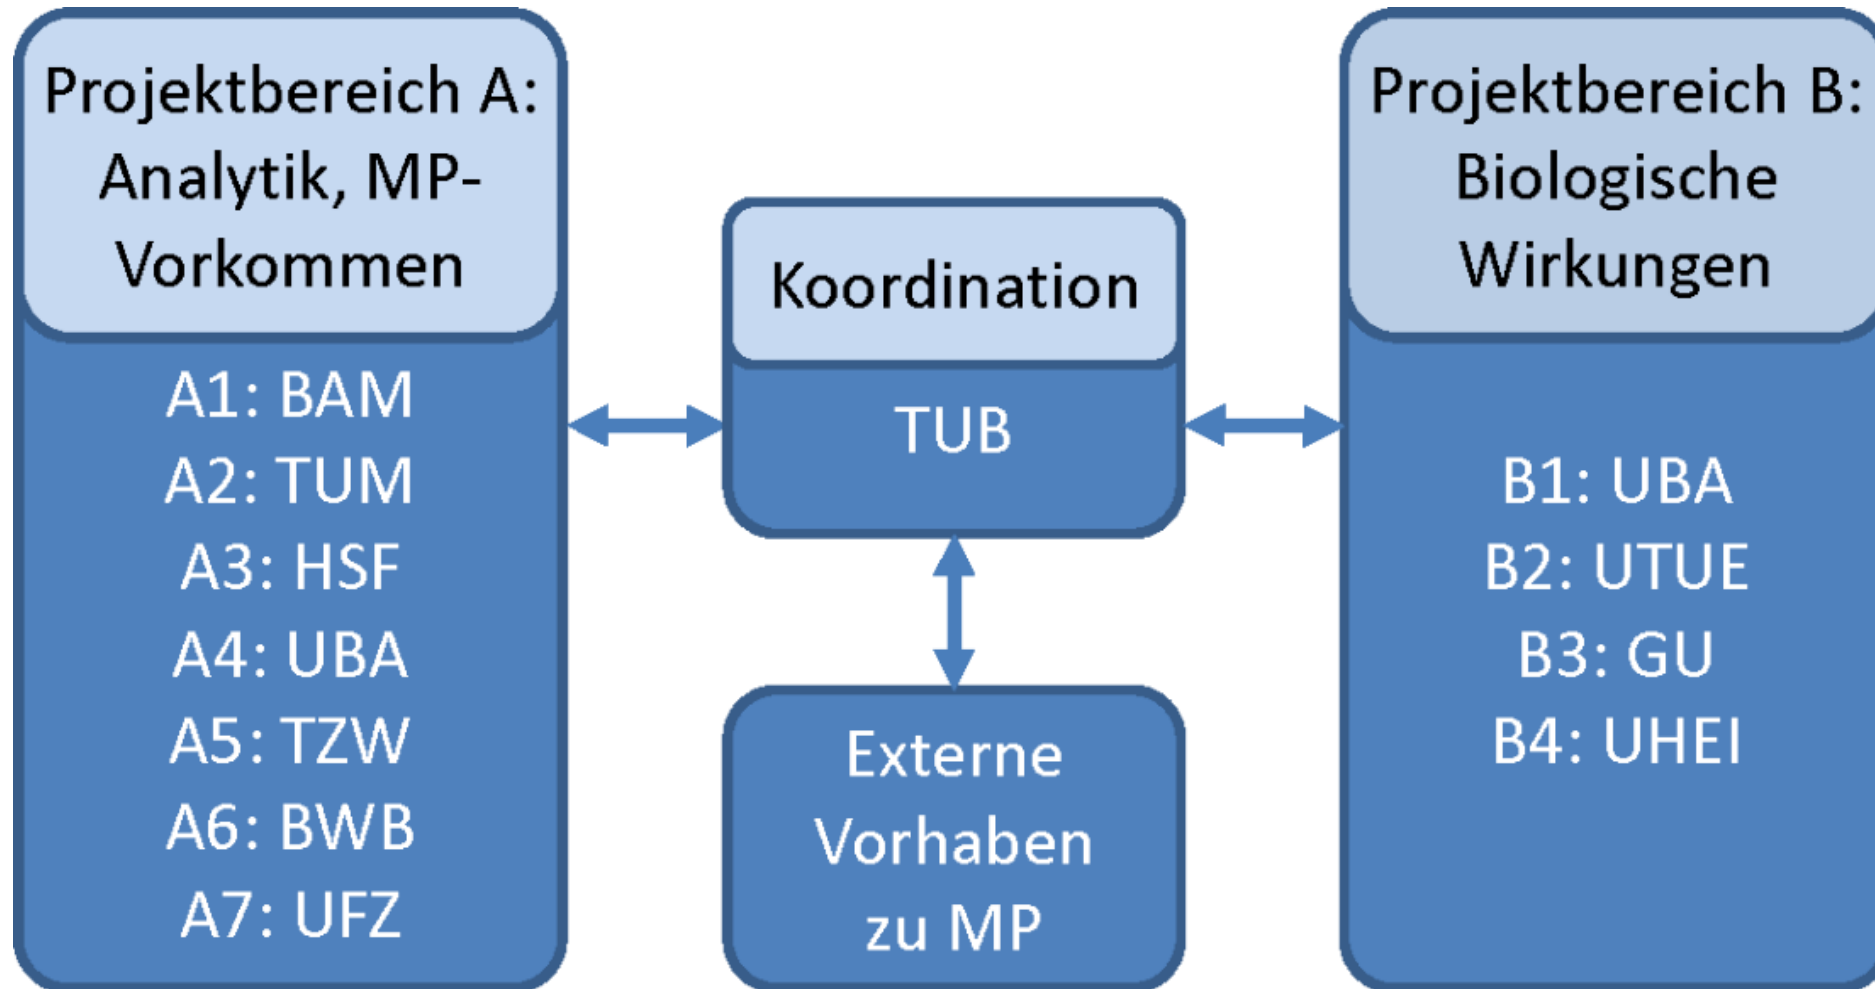 Projektbereich A:
Analytik, MP-
Vorkommen
A1: BAM
A2: TUM
A3: HSF
A4: UBA
A5: TZW
A6: BWB
A7: UFZ
Koordination
TUB
Externe
Vorhaben
zu MP
Projektbereich B:
Biologische
Wirkungen
B1: UBA
B2: UTUE
B3: GU
B4: UHEI